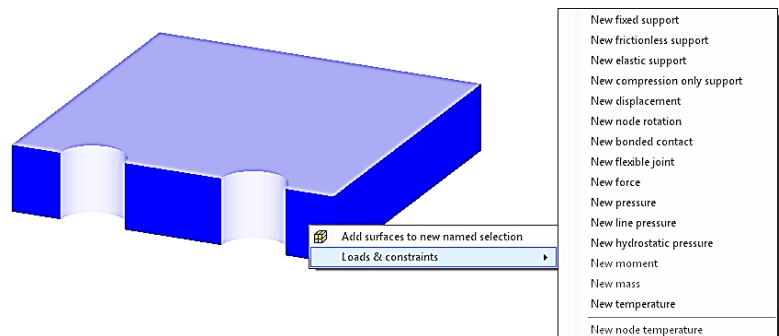 Add surfaces to new named selection
Loads & constraints
New fixed support
New frictionless support
New elastic support
New compression only support
New displacement
New node rotation
New bonded contact
New flexible joint
New force
New pressure
New line pressure
New hydrostatic pressure
New moment
New mass
New temperature
New node temperature